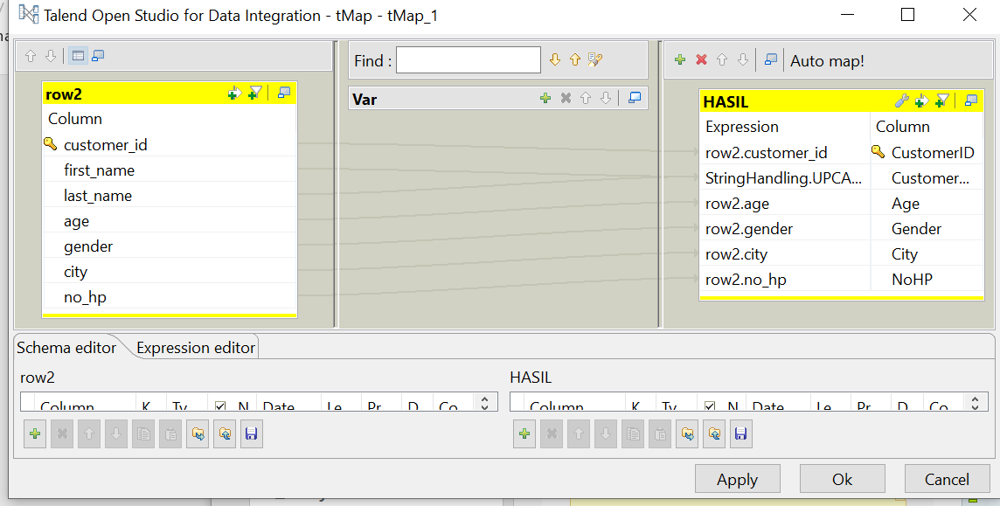 Talend Open Studio for Data Integration - tMap - tMap_1
Find :
Auto map!
row2
Column
customer_id
first_name
last_name
age
gender
city
no_hp
Var
HASIL
Expression Column
row2.customer_id CustomerID
StringHandling.UPCA... Customer...
row2.age Age
row2.gender Gender
row2.city City
row2.no_hp NoHP
Schema editor Expression editor
row2
Column K Ty N Date Le Pr D Co
HASIL
Column K Ty N Date Le Pr D Co
Apply Ok Cancel